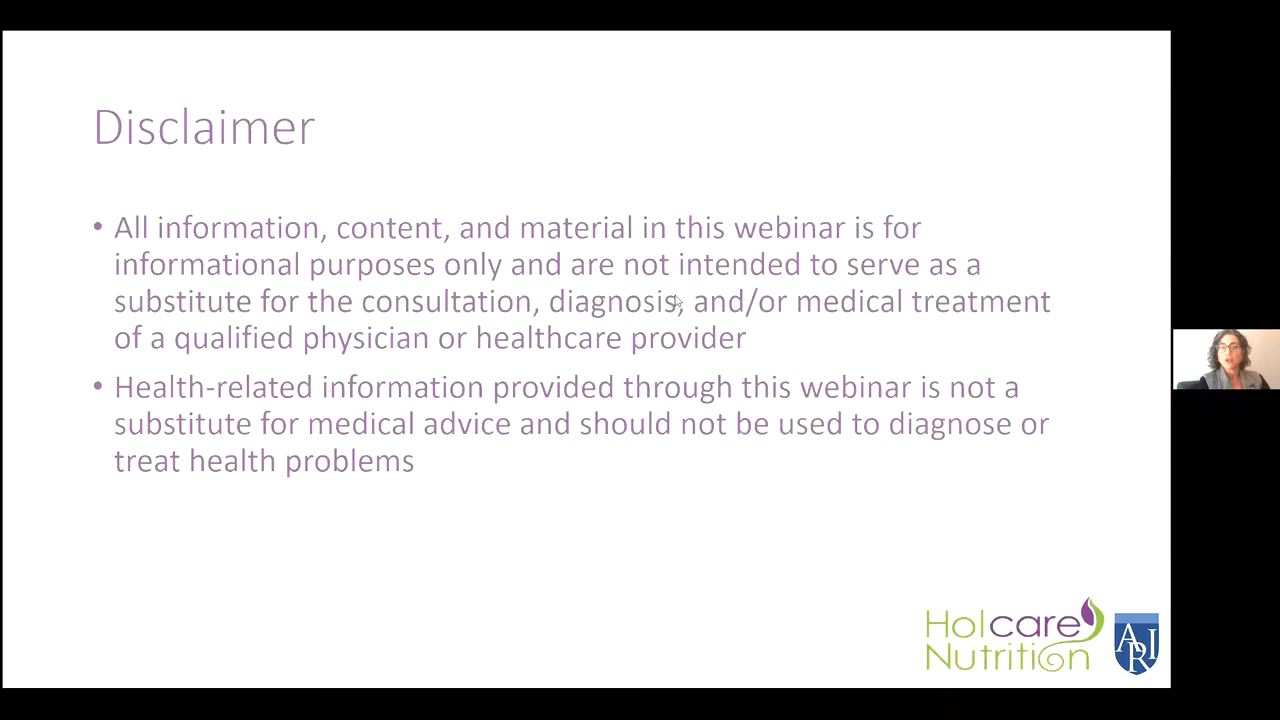 Disclaimer
• All information, content, and material in this webinar is for
informational purposes only and are not intended to serve as a
substitute for the consultation, diagnosis, and/or medical treatment
of a qualified physician or healthcare provider
• Health-related information provided through this webinar is not a
substitute for medical advice and should not be used to diagnose or
treat health problems
Holcare
Nutrition
ARI